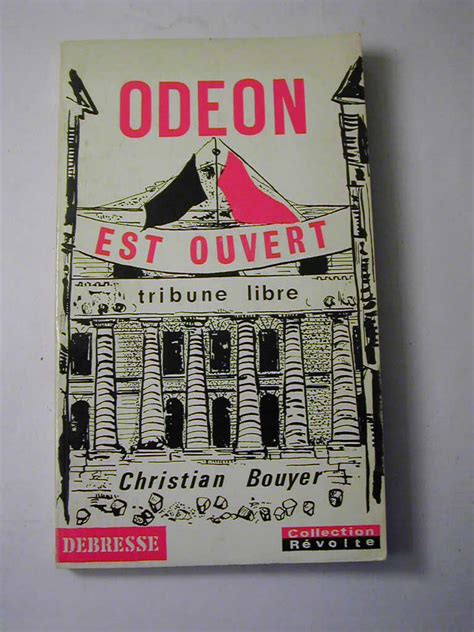 ODEON
EST OUVERT
tribune libre
Christian Bouyer
DEBRESSE
Collection
Révolte